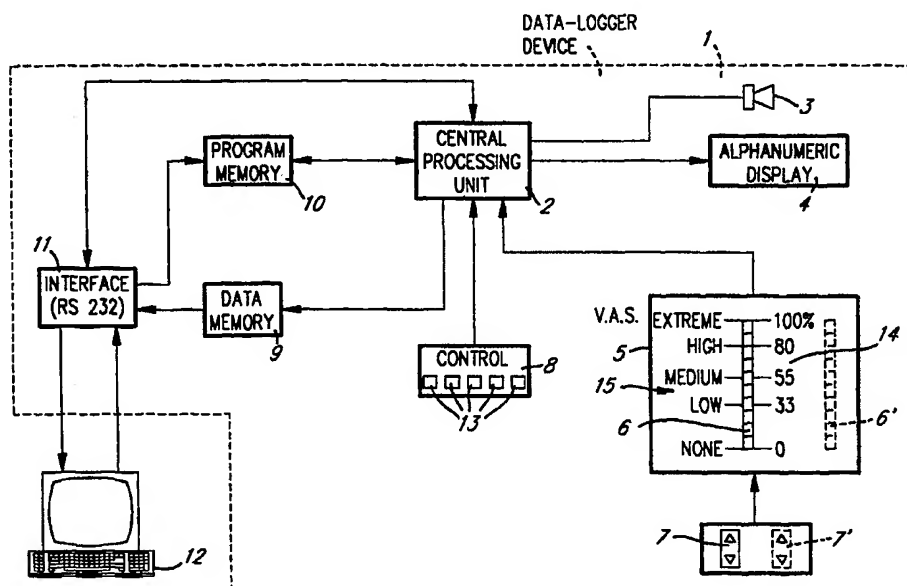 DATA-LOGGER
DEVICE
1
3
CENTRAL
PROCESSING
UNIT
2
PROGRAM
MEMORY
10
ALPHANUMERIC
DISPLAY
4
11
INTERFACE
(RS 232)
DATA
MEMORY
9
CONTROL
8
13
V.A.S.
EXTREME 100%
5
HIGH 80
14
MEDIUM 55
15
LOW 33
6
6'
NONE 0
7
7'
12